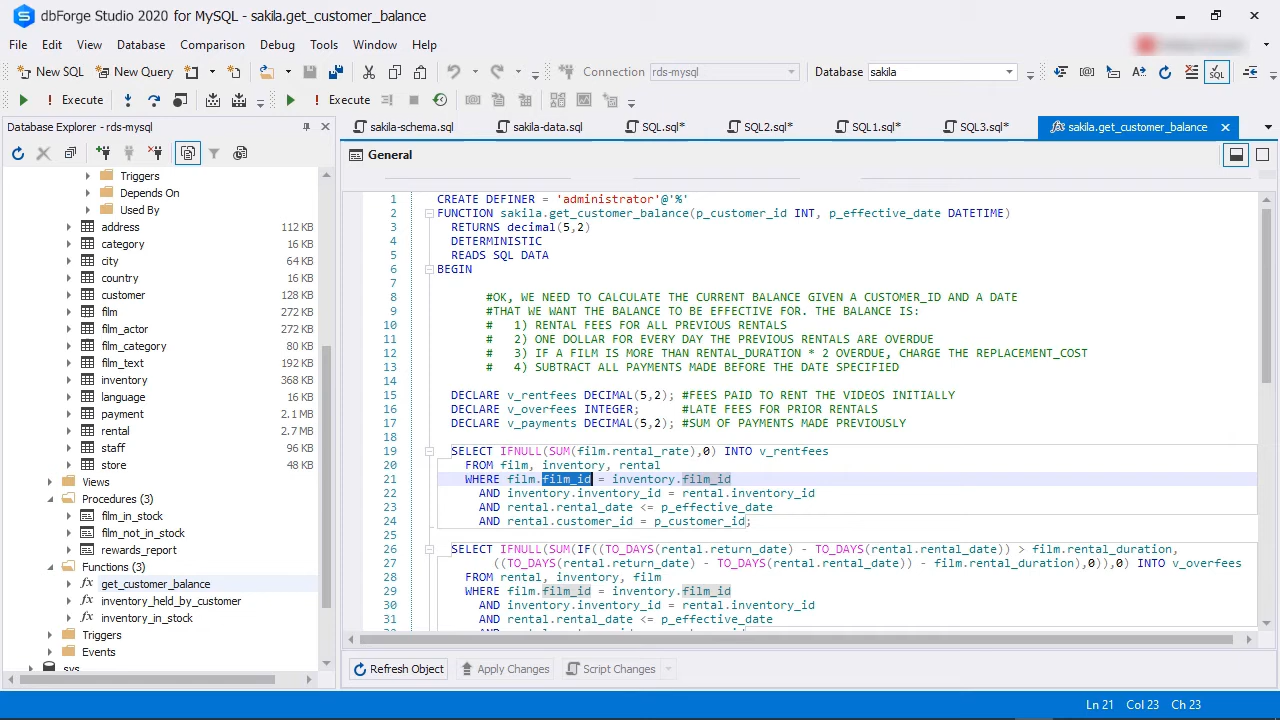 dbForge Studio 2020 for MySQL - sakila.get_customer_balance
File Edit View Database Comparison Debug Tools Window Help
New SQL New Query Connection rds-mysql Database sakila
Execute Execute
Database Explorer - rds-mysql
sakila-schema.sql sakila-data.sql SQL.sql* SQL2.sql* SQL1.sql* SQL3.sql* sakila.get_customer_balance
General
Triggers
Depends On
Used By
address 112 KB
category 16 KB
city 64 KB
country 16 KB
customer 128 KB
film 272 KB
film_actor 272 KB
film_category 80 KB
film_text 192 KB
inventory 368 KB
language 16 KB
payment 2.1 MB
rental 2.7 MB
staff 96 KB
store 48 KB
Views
Procedures (3)
film_in_stock
film_not_in_stock
rewards_report
Functions (3)
get_customer_balance
inventory_held_by_customer
inventory_in_stock
Triggers
Events
sys
1 CREATE DEFINER = 'administrator'@'%'
2 FUNCTION sakila.get_customer_balance(p_customer_id INT, p_effective_date DATETIME)
3 RETURNS decimal(5,2)
4 DETERMINISTIC
5 READS SQL DATA
6 BEGIN
7
8 #OK, WE NEED TO CALCULATE THE CURRENT BALANCE GIVEN A CUSTOMER_ID AND A DATE
9 #THAT WE WANT THE BALANCE TO BE EFFECTIVE FOR. THE BALANCE IS:
10 # 1) RENTAL FEES FOR ALL PREVIOUS RENTALS
11 # 2) ONE DOLLAR FOR EVERY DAY THE PREVIOUS RENTALS ARE OVERDUE
12 # 3) IF A FILM IS MORE THAN RENTAL_DURATION * 2 OVERDUE, CHARGE THE REPLACEMENT_COST
13 # 4) SUBTRACT ALL PAYMENTS MADE BEFORE THE DATE SPECIFIED
14
15 DECLARE v_rentfees DECIMAL(5,2); #FEES PAID TO RENT THE VIDEOS INITIALLY
16 DECLARE v_overfees INTEGER; #LATE FEES FOR PRIOR RENTALS
17 DECLARE v_payments DECIMAL(5,2); #SUM OF PAYMENTS MADE PREVIOUSLY
18
19 SELECT IFNULL(SUM(film.rental_rate),0) INTO v_rentfees
20 FROM film, inventory, rental
21 WHERE film.film_id = inventory.film_id
22 AND inventory.inventory_id = rental.inventory_id
23 AND rental.rental_date <= p_effective_date
24 AND rental.customer_id = p_customer_id;
25
26 SELECT IFNULL(SUM(IF((TO_DAYS(rental.return_date) - TO_DAYS(rental.rental_date)) > film.rental_duration,
27 ((TO_DAYS(rental.return_date) - TO_DAYS(rental.rental_date)) - film.rental_duration),0)),0) INTO v_overfees
28 FROM rental, inventory, film
29 WHERE film.film_id = inventory.film_id
30 AND inventory.inventory_id = rental.inventory_id
31 AND rental.rental_date <= p_effective_date
Refresh Object Apply Changes Script Changes
Ln 21 Col 23 Ch 23